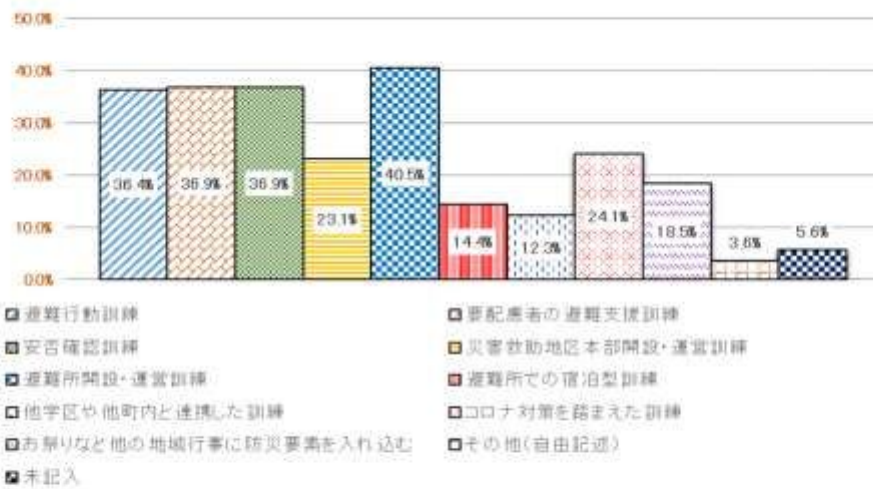 50.0%
40.0%
30.0%
20.0%
10.0%
0.0%
36.4%
36.9%
36.9%
23.1%
40.5%
14.4%
12.3%
24.1%
18.5%
3.6%
5.6%
避難行動訓練
要配慮者の避難支援訓練
安否確認訓練
災害救助地区本部開設・運営訓練
避難所開設・運営訓練
避難所での宿泊型訓練
他学区や他町内と連携した訓練
コロナ対策を踏まえた訓練
お祭りなど他の地域行事に防災要素を入れ込む
その他(自由記述)
未記入